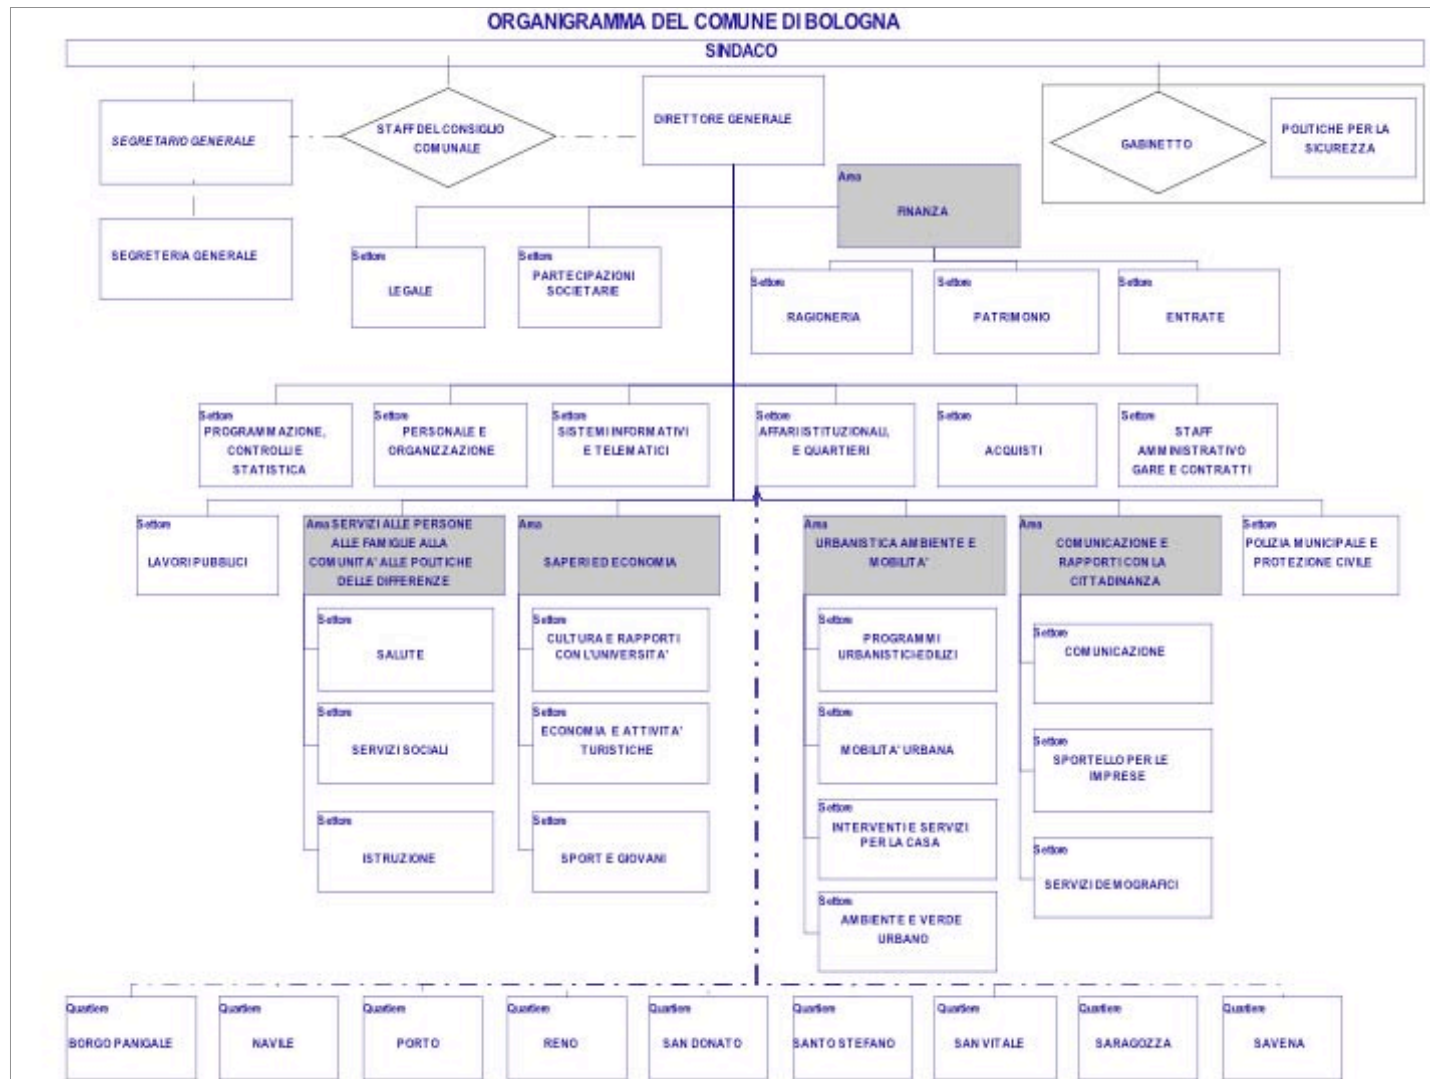 ORGANIGRAMMA DEL COMUNE DI BOLOGNA
SINDACO
SEGRETARIO GENERALE
STAFF DEL CONSIGLIO
COMUNALE
DIRETTORE GENERALE
GABINETTO
POLITICHE PER LA
SICUREZZA
Area
FINANZA
SEGRETERIA GENERALE
Settore
LEGALE
Settore
PARTECIPAZIONI
SOCIETARIE
Settore
RAGIONERIA
Settore
PATRIMONIO
Settore
ENTRATE
Settore
PROGRAMMAZIONE,
CONTROLLI E
STATISTICA
Settore
PERSONALE E
ORGANIZZAZIONE
Settore
SISTEMI INFORMATIVI
E TELEMATICI
Settore
AFFARI ISTITUZIONALI,
E QUARTIERI
Settore
ACQUISTI
Settore
STAFF
AMMINISTRATIVO
GARE E CONTRATTI
Settore
LAVORI PUBBLICI
Area SERVIZI ALLE PERSONE
ALLE FAMIGLIE ALLA
COMUNITA' ALLE POLITICHE
DELLE DIFFERENZE
Area
SAPERI ED ECONOMIA
Area
URBANISTICA AMBIENTE E
MOBILITA'
Area
COMUNICAZIONE E
RAPPORTI CON LA
CITTADINANZA
Settore
POLIZIA MUNICIPALE E
PROTEZIONE CIVILE
Settore
SALUTE
Settore
SERVIZI SOCIALI
Settore
ISTRUZIONE
Settore
CULTURA E RAPPORTI
CON L'UNIVERSITA'
Settore
ECONOMIA E ATTIVITA'
TURISTICHE
Settore
SPORT E GIOVANI
Settore
PROGRAMMI
URBANISTICI-EDILIZI
Settore
MOBILITA' URBANA
Settore
INTERVENTI E SERVIZI
PER LA CASA
Settore
AMBIENTE E VERDE
URBANO
Settore
COMUNICAZIONE
Settore
SPORTELLO PER LE
IMPRESE
Settore
SERVIZI DEMOGRAFICI
Quartiere
BORGO PANIGALE
Quartiere
NAVILE
Quartiere
PORTO
Quartiere
RENO
Quartiere
SAN DONATO
Quartiere
SANTO STEFANO
Quartiere
SAN VITALE
Quartiere
SARAGOZZA
Quartiere
SAVENA